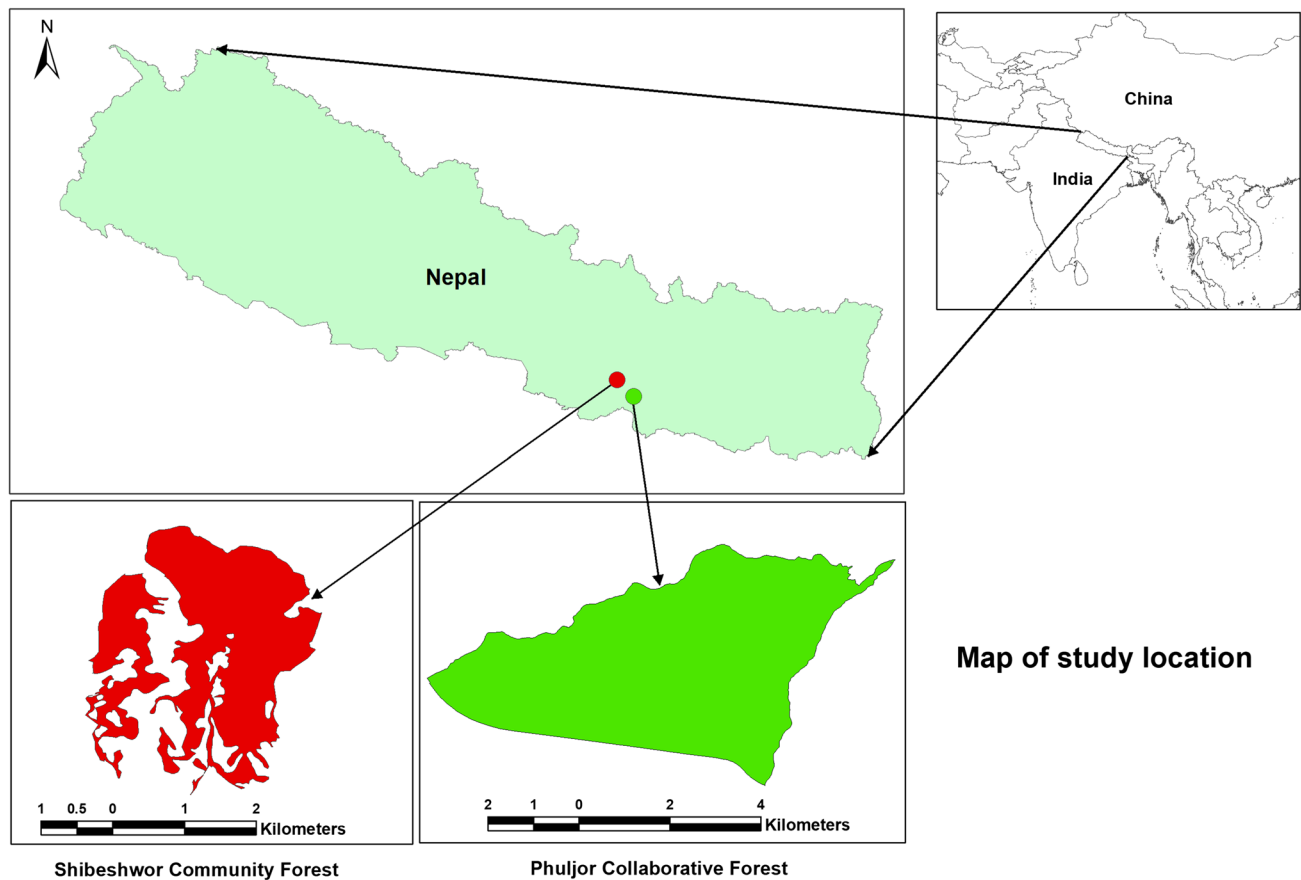 N
China
India
Nepal
Map of study location
1 0.5 0 1 2
Kilometers
2 1 0 2 4
Kilometers
Shibeshwor Community Forest
Phuljor Collaborative Forest